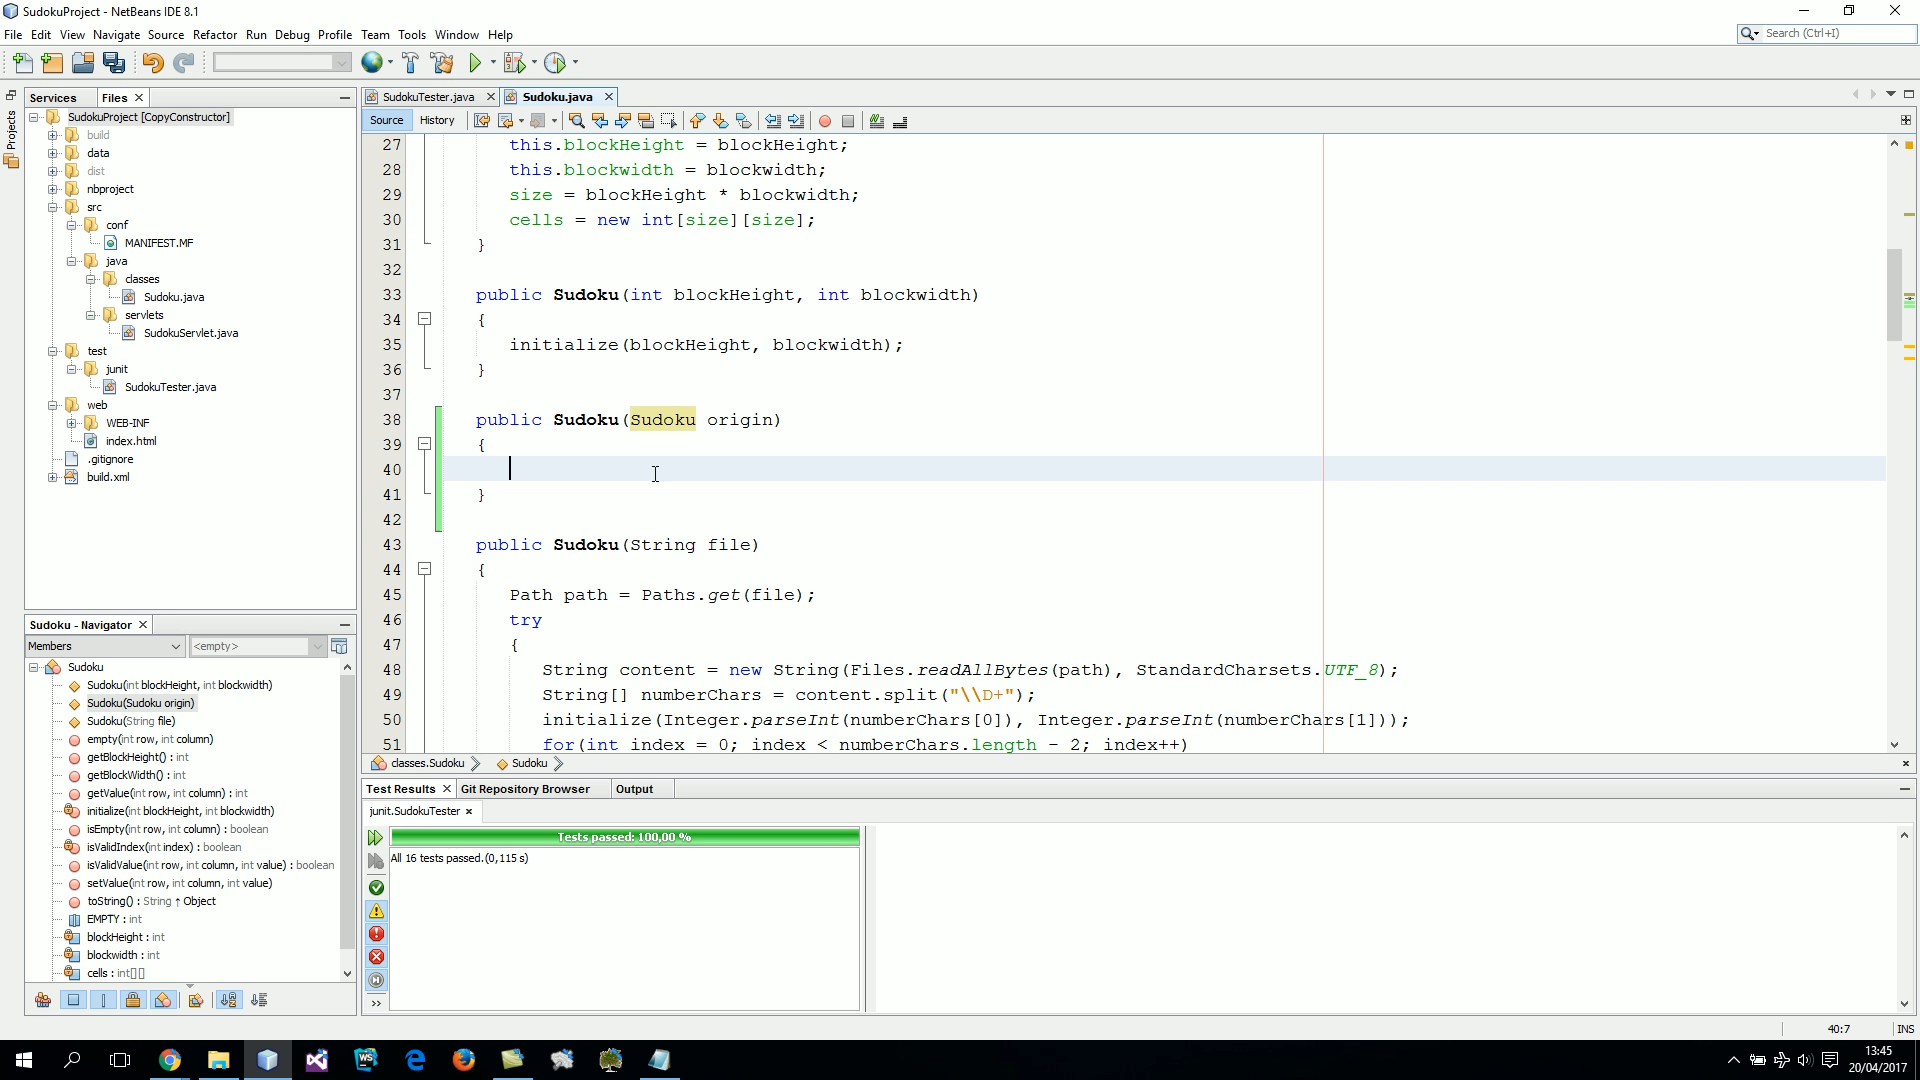 SudokuProject - NetBeans IDE 8.1
File Edit View Navigate Source Refactor Run Debug Profile Team Tools Window Help
Search (Ctrl+I)
Projects
Services Files
SudokuProject [CopyConstructor]
build
data
dist
nbproject
src
conf
MANIFEST.MF
java
classes
Sudoku.java
servlets
SudokuServlet.java
test
junit
SudokuTester.java
web
WEB-INF
index.html
.gitignore
build.xml
Sudoku - Navigator
Members <empty>
Sudoku
Sudoku(int blockHeight, int blockwidth)
Sudoku(Sudoku origin)
Sudoku(String file)
empty(int row, int column)
getBlockHeight() : int
getBlockWidth() : int
getValue(int row, int column) : int
initialize(int blockHeight, int blockwidth)
isEmpty(int row, int column) : boolean
isValidIndex(int index) : boolean
isValidValue(int row, int column, int value) : boolean
setValue(int row, int column, int value)
toString() : String ↑ Object
EMPTY : int
blockHeight : int
blockwidth : int
cells : int[][]
SudokuTester.java Sudoku.java
Source History
27 this.blockHeight = blockHeight;
28 this.blockwidth = blockwidth;
29 size = blockHeight * blockwidth;
30 cells = new int[size][size];
31 }
32
33 public Sudoku(int blockHeight, int blockwidth)
34 {
35 initialize(blockHeight, blockwidth);
36 }
37
38 public Sudoku(Sudoku origin)
39 {
40
41 }
42
43 public Sudoku(String file)
44 {
45 Path path = Paths.get(file);
46 try
47 {
48 String content = new String(Files.readAllBytes(path), StandardCharsets.UTF_8);
49 String[] numberChars = content.split("\\D+");
50 initialize(Integer.parseInt(numberChars[0]), Integer.parseInt(numberChars[1]));
51 for(int index = 0; index < numberChars.length - 2; index++)
classes.Sudoku Sudoku
Test Results Git Repository Browser Output
junit.SudokuTester
Tests passed: 100,00 %
All 16 tests passed.(0,115 s)
40:7 INS
WS
13:45
20/04/2017